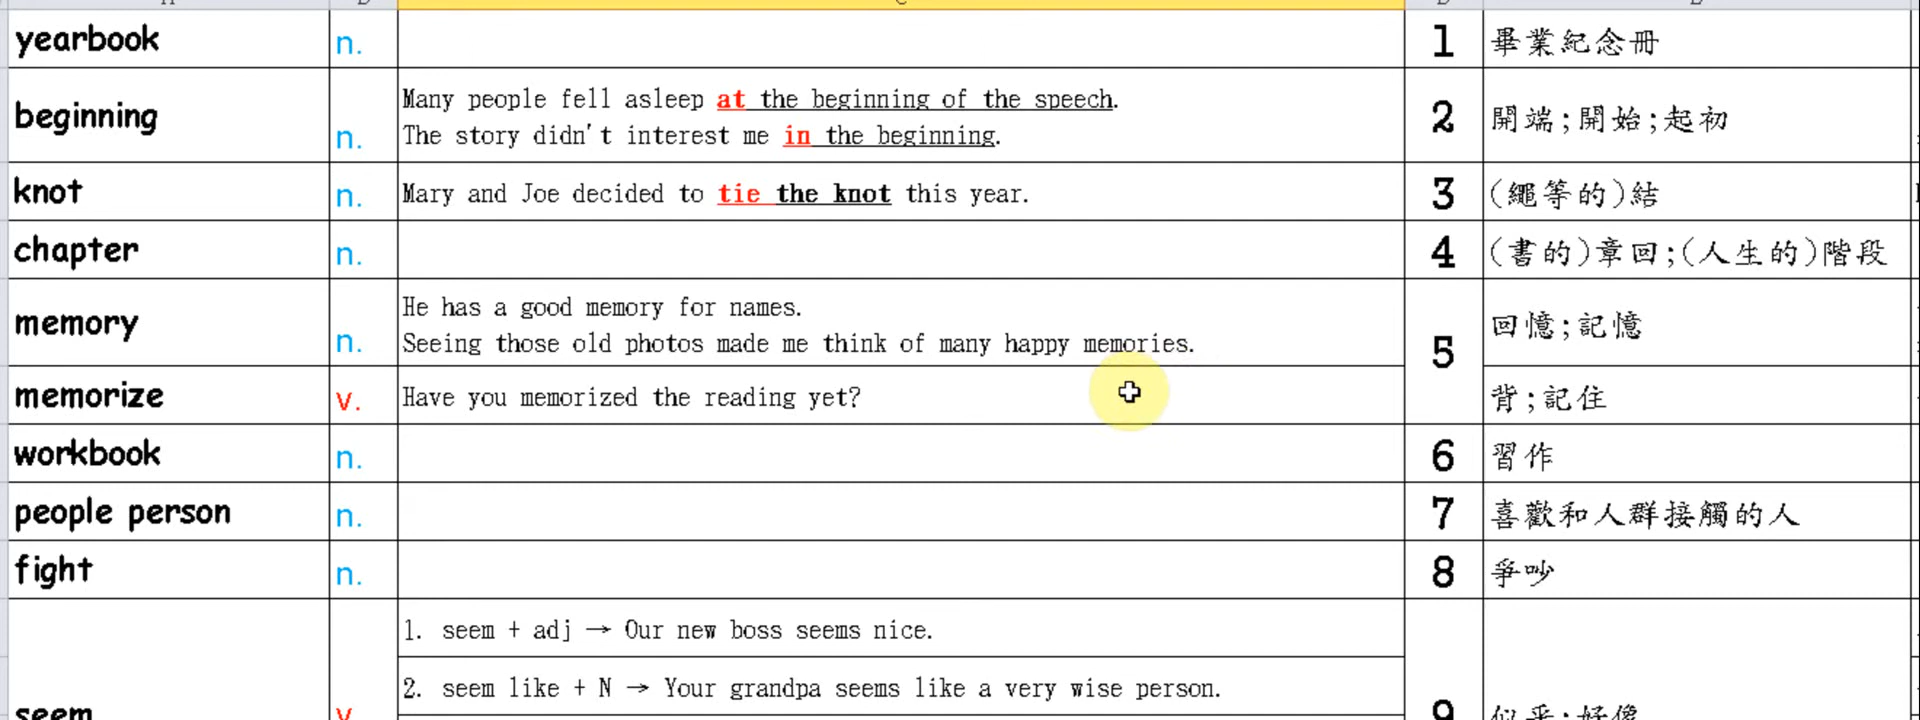 yearbook n. 1 畢業紀念冊
beginning n. Many people fell asleep at the beginning of the speech.
The story didn't interest me in the beginning. 2 開端;開始;起初
knot n. Mary and Joe decided to tie the knot this year. 3 (繩等的)結
chapter n. 4 (書的)章回;(人生的)階段
memory n. He has a good memory for names.
Seeing those old photos made me think of many happy memories. 5 回憶;記憶
memorize v. Have you memorized the reading yet? 背;記住
workbook n. 6 習作
people person n. 7 喜歡和人群接觸的人
fight n. 8 爭吵
1. seem + adj → Our new boss seems nice.
2. seem like + N → Your grandpa seems like a very wise person.
seem v. 9 似乎;好像